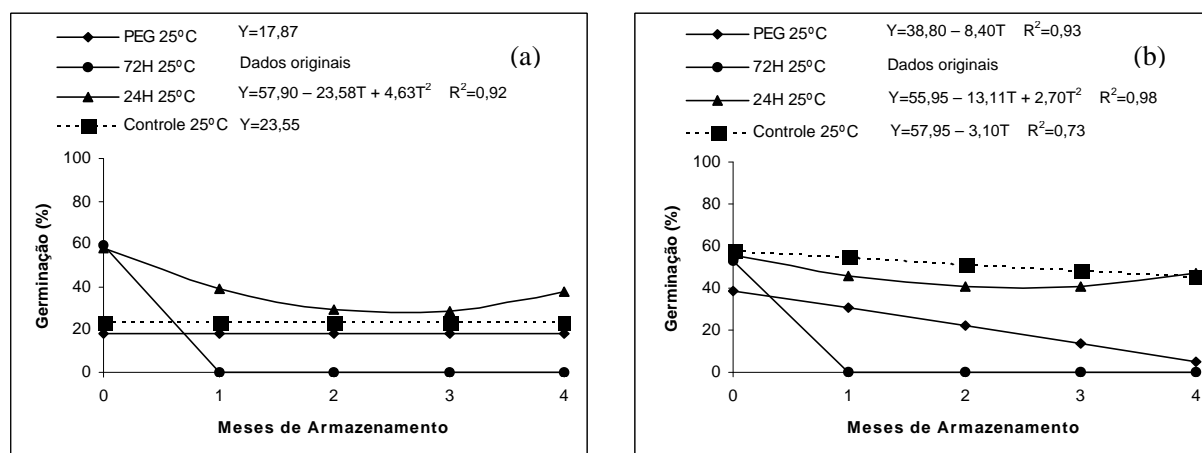 PEG 25ºC Y=17,87 (a)
72H 25ºC Dados originais
24H 25ºC Y=57,90 – 23,58T + 4,63T² R²=0,92
Controle 25ºC Y=23,55
100
80
60
40
20
0
Germinação (%)
0 1 2 3 4
Meses de Armazenamento
PEG 25ºC Y=38,80 – 8,40T R²=0,93 (b)
72H 25ºC Dados originais
24H 25ºC Y=55,95 – 13,11T + 2,70T² R²=0,98
Controle 25ºC Y=57,95 – 3,10T R²=0,73
100
80
60
40
20
0
Germinação (%)
0 1 2 3 4
Meses de Armazenamento